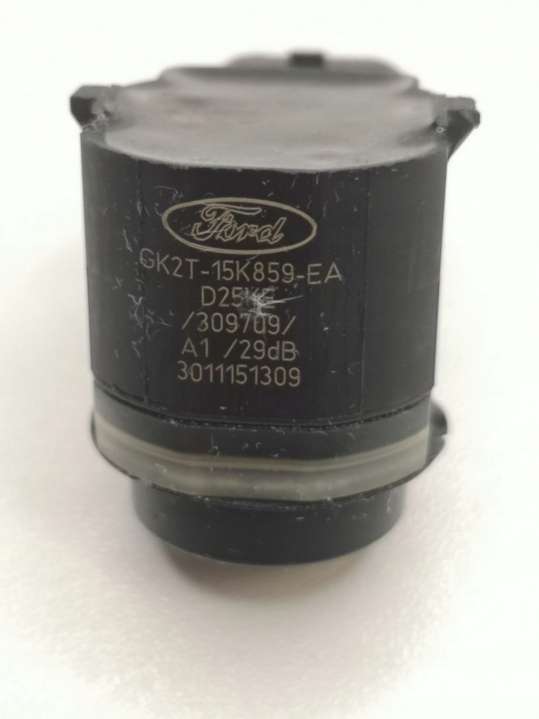 Ford
GK2T-15K859-EA
/309709/
A1 /29dB
3011151309